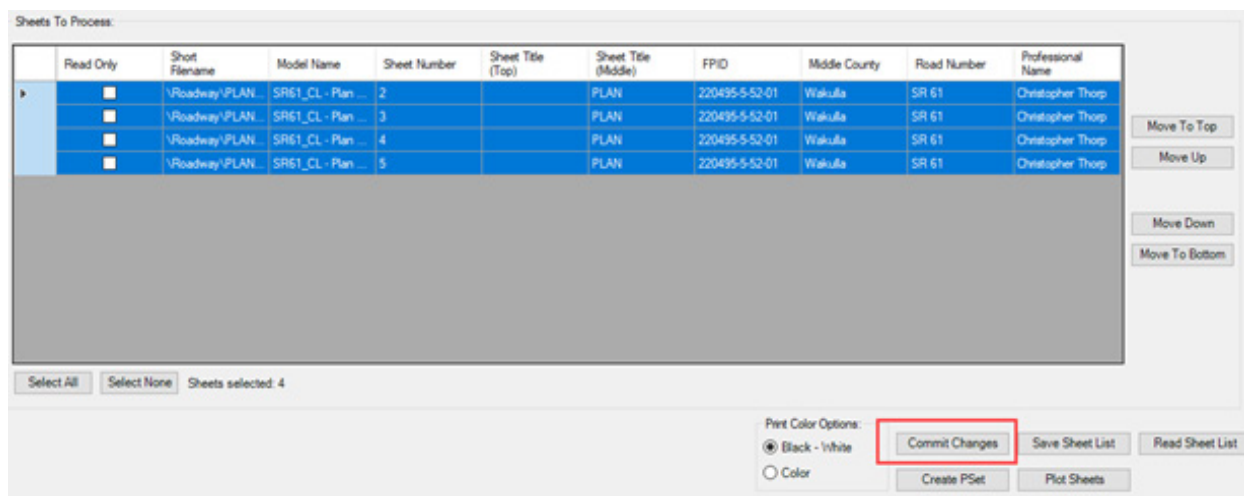 Sheets To Process:
Read Only Short Filename Model Name Sheet Number Sheet Title (Top) Sheet Title (Middle) FPID Middle County Road Number Professional Name
\Roadway\PLAN... SR61_CL - Plan ... 2 PLAN 220495-5-52-01 Wakulla SR 61 Christopher Thorp
\Roadway\PLAN... SR61_CL - Plan ... 3 PLAN 220495-5-52-01 Wakulla SR 61 Christopher Thorp
\Roadway\PLAN... SR61_CL - Plan ... 4 PLAN 220495-5-52-01 Wakulla SR 61 Christopher Thorp
\Roadway\PLAN... SR61_CL - Plan ... 5 PLAN 220495-5-52-01 Wakulla SR 61 Christopher Thorp
Move To Top
Move Up
Move Down
Move To Bottom
Select All Select None Sheets selected: 4
Print Color Options:
Black - White Commit Changes Save Sheet List Read Sheet List
Color Create PSet Plot Sheets